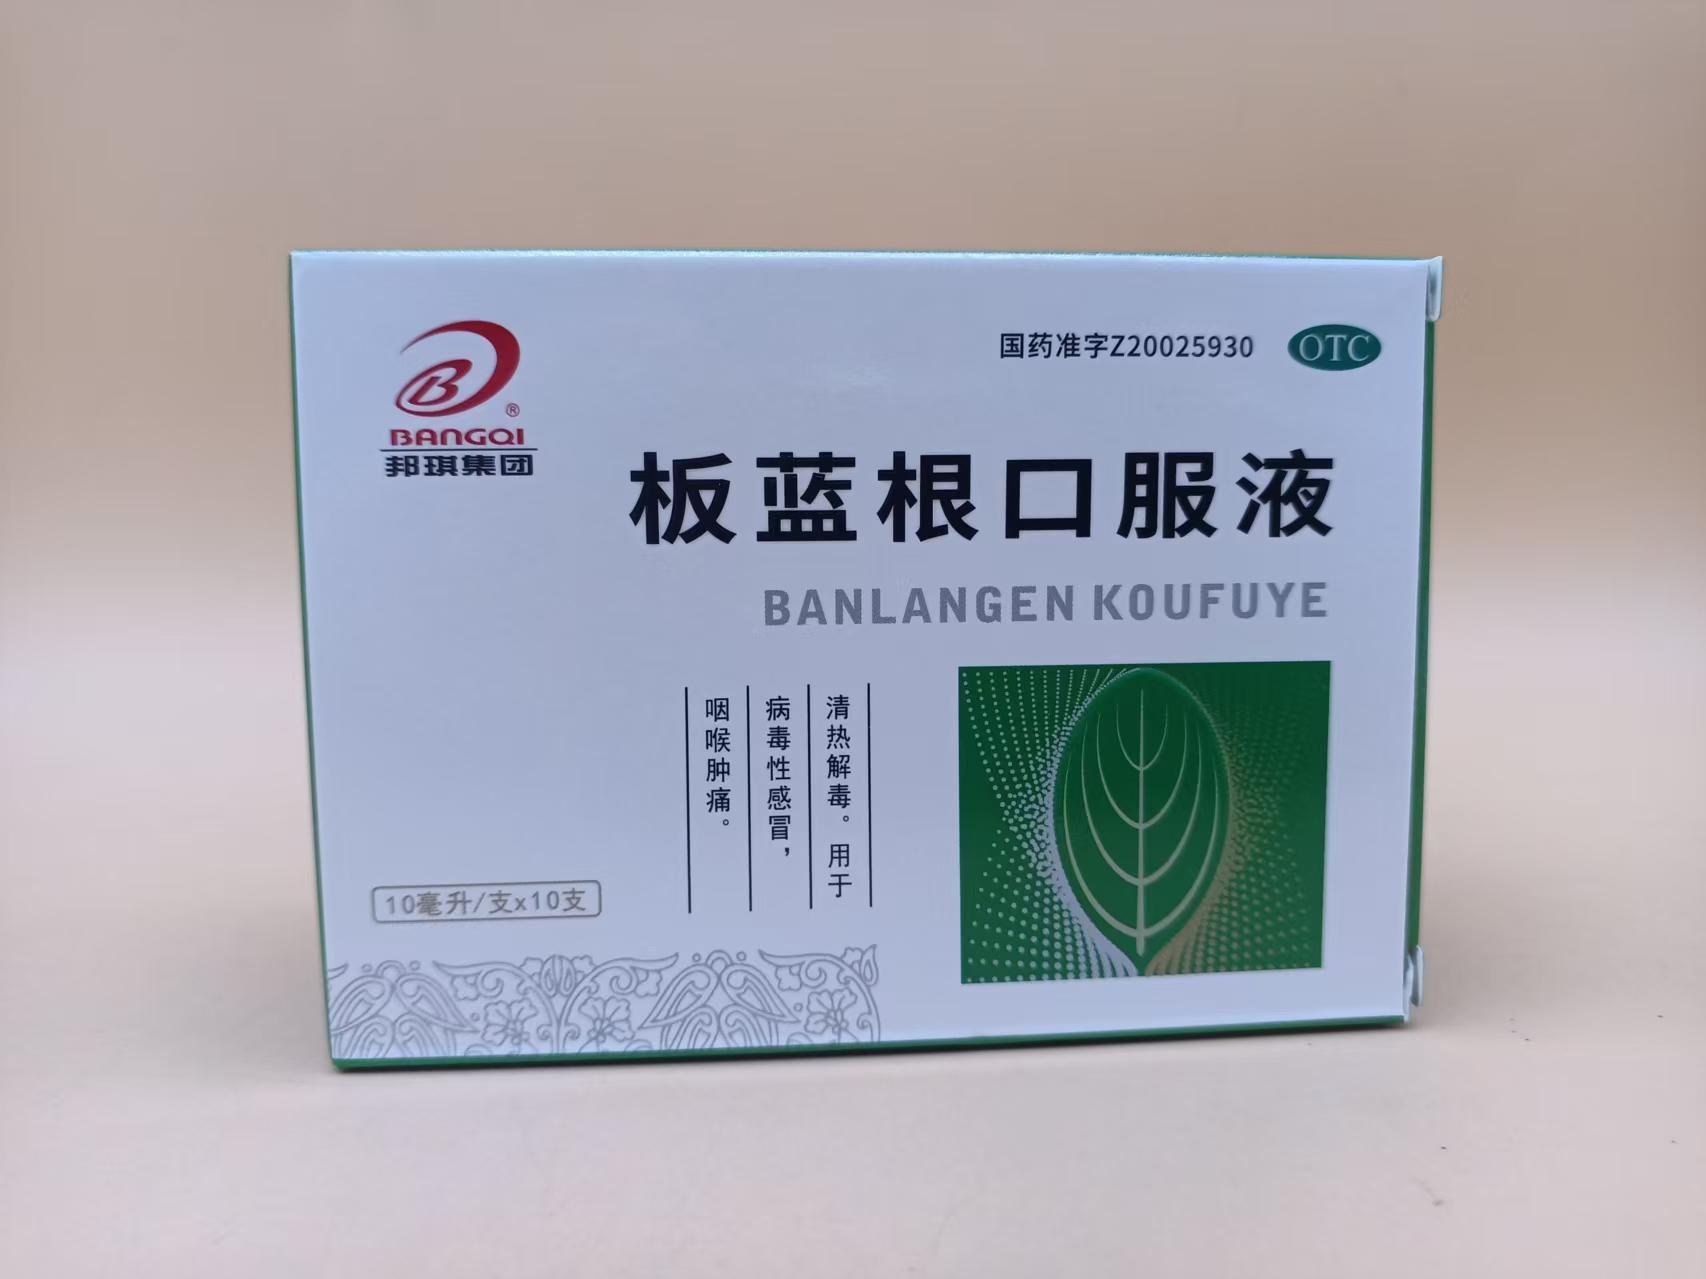 BANGQI
邦琪集团
国药准字Z20025930
OTC
板蓝根口服液
BANLANGEN KOUFUYE
清热解毒。用于
病毒性感冒，
咽喉肿痛。
10毫升/支x10支